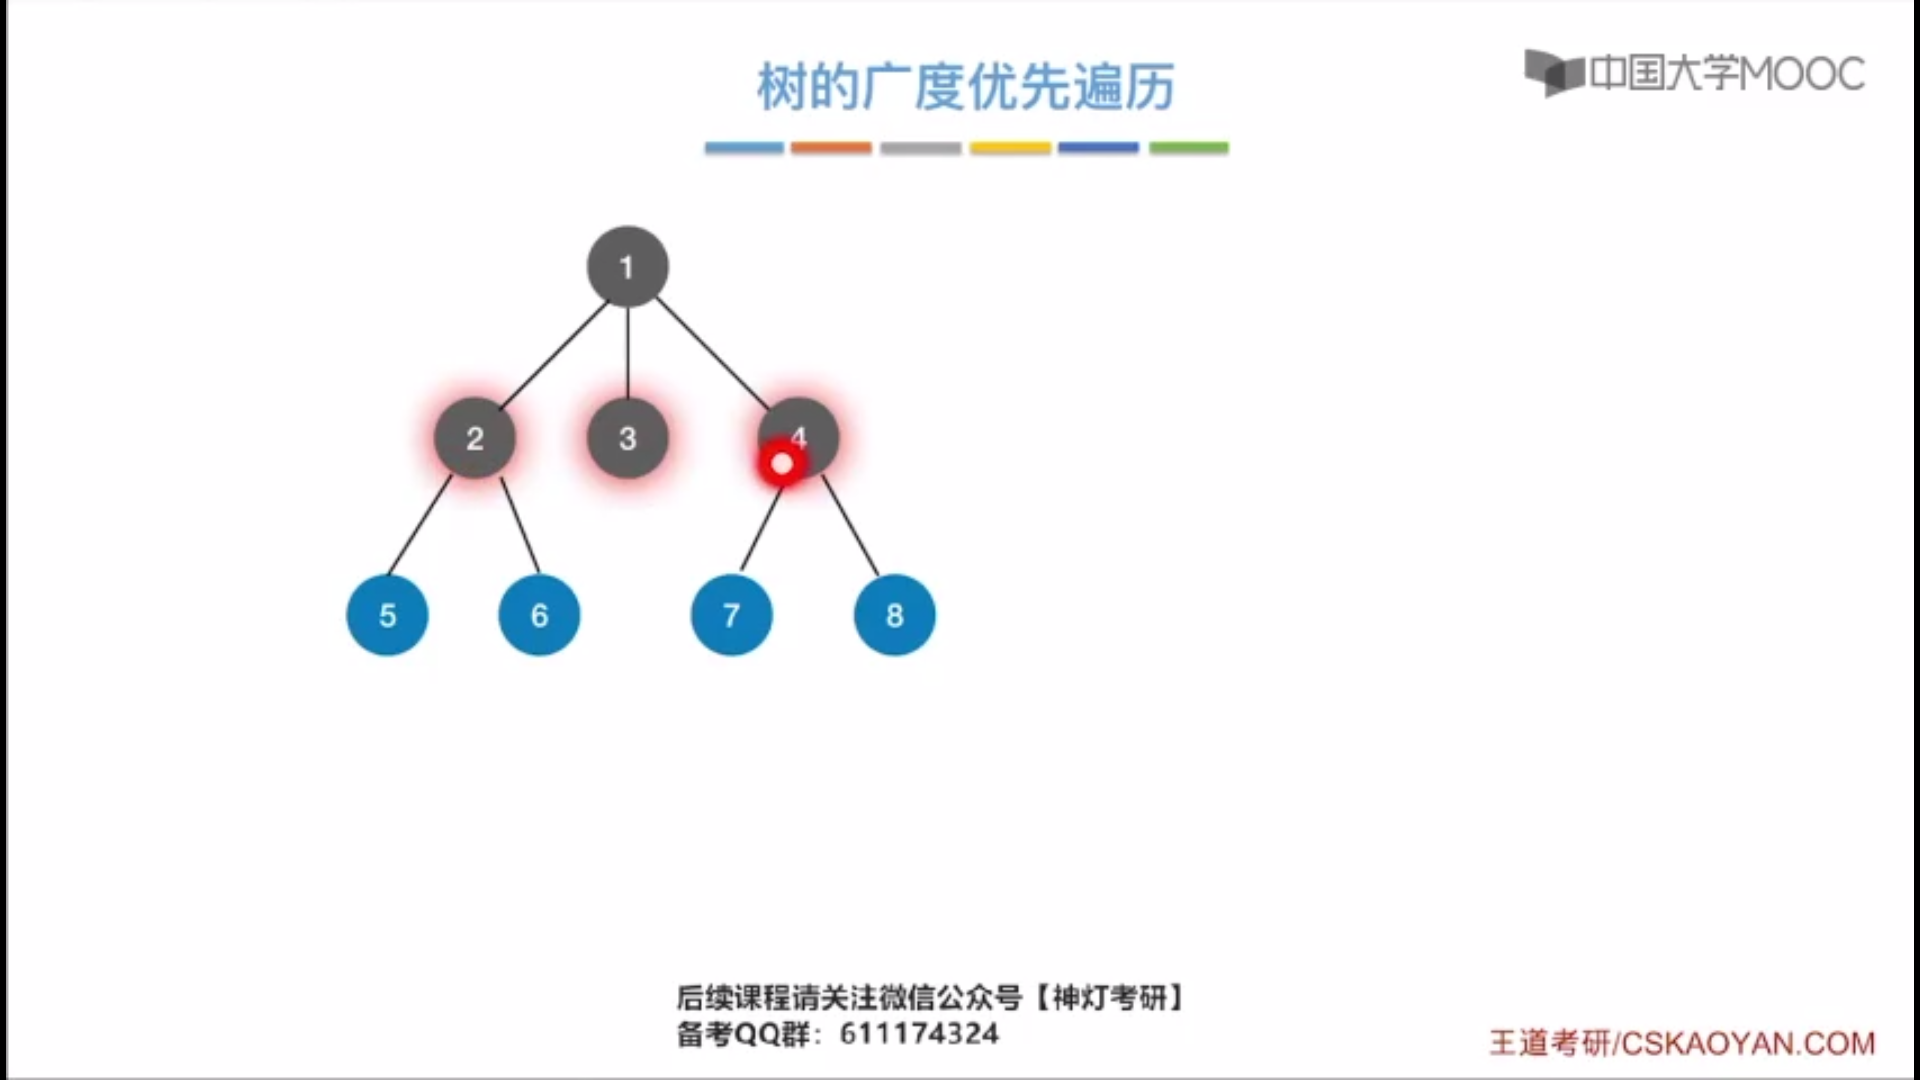 树的广度优先遍历
中国大学MOOC
1
2 3 4
5 6 7 8
后续课程请关注微信公众号【神灯考研】
备考QQ群：611174324
王道考研/CSKAOYAN.COM